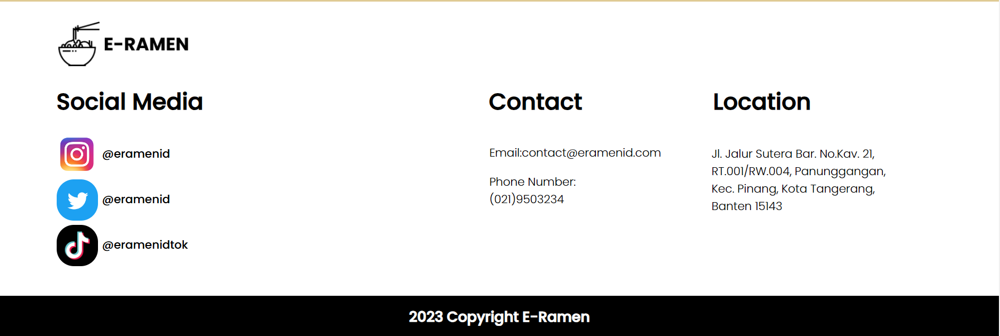 E-RAMEN
Social Media
@eramenid
@eramenid
@eramenidtok
Contact
Email:contact@eramenid.com
Phone Number:
(021)9503234
Location
Jl. Jalur Sutera Bar. No.Kav. 21,
RT.001/RW.004, Panunggangan,
Kec. Pinang, Kota Tangerang,
Banten 15143
2023 Copyright E-Ramen